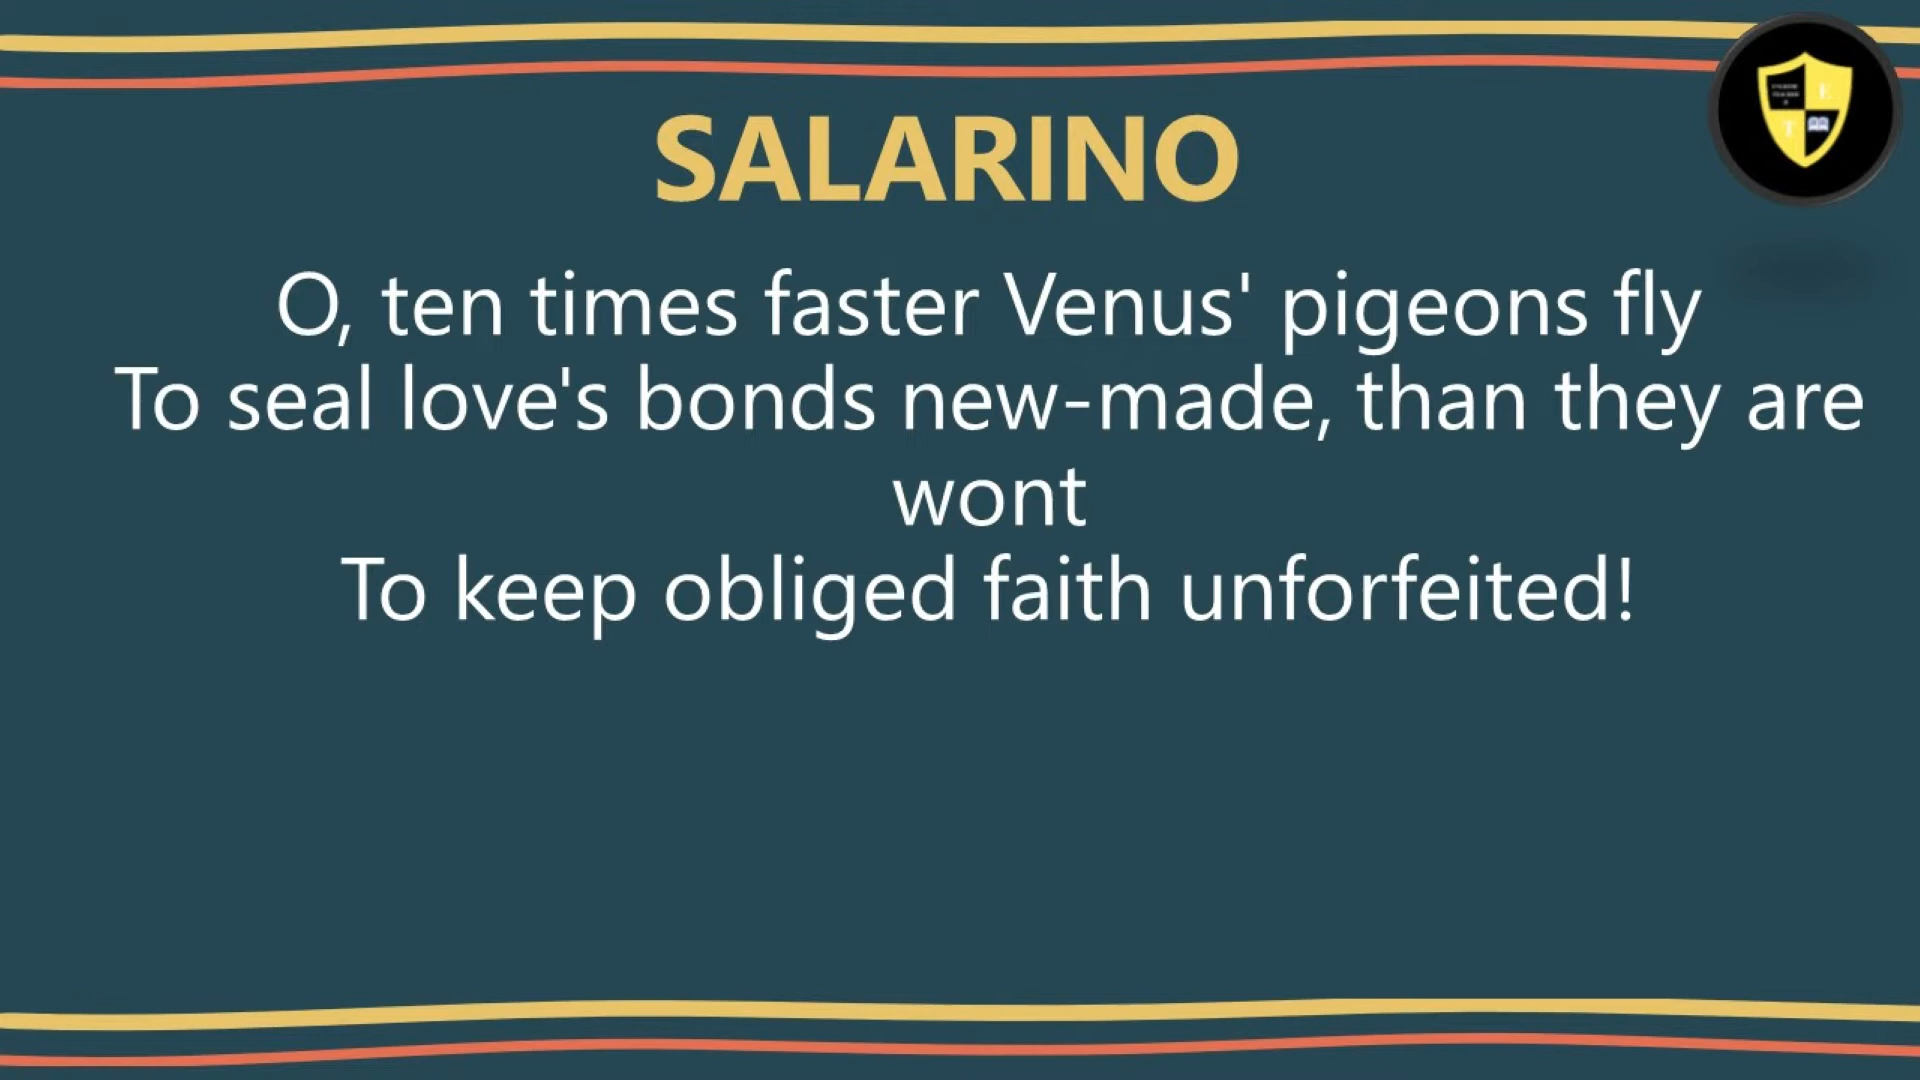 SALARINO
O, ten times faster Venus' pigeons fly
To seal love's bonds new-made, than they are
wont
To keep obliged faith unforfeited!
E
T